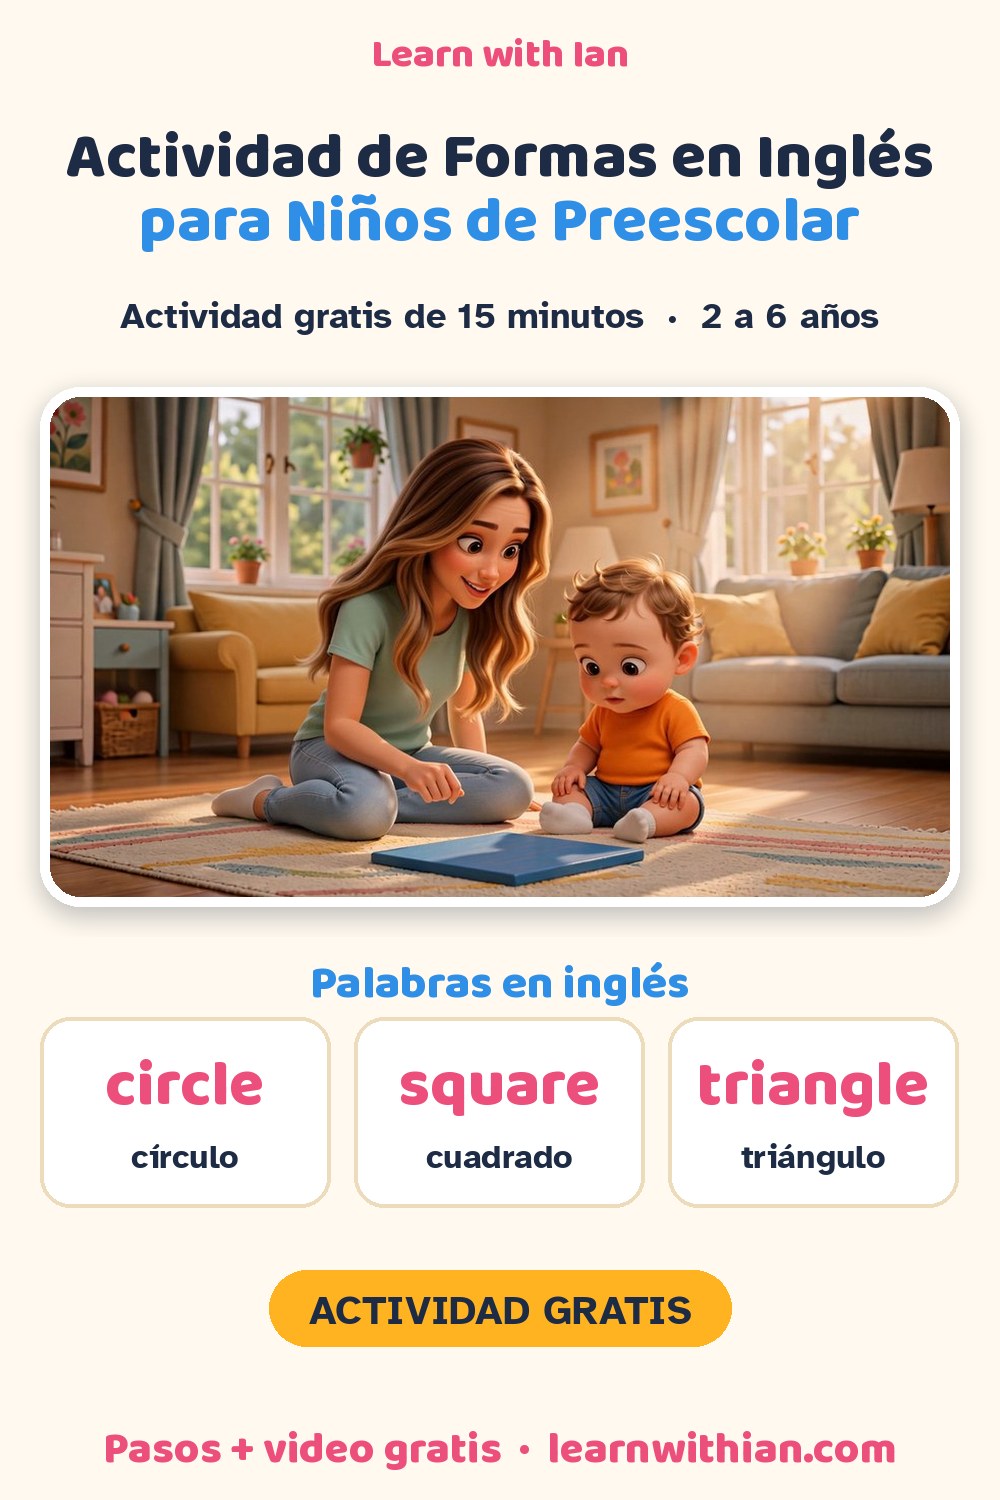 Learn with Ian
Actividad de Formas en Inglés
para Niños de Preescolar
Actividad gratis de 15 minutos · 2 a 6 años
Palabras en inglés
circle square triangle
círculo cuadrado triángulo
ACTIVIDAD GRATIS
Pasos + video gratis · learnwithian.com